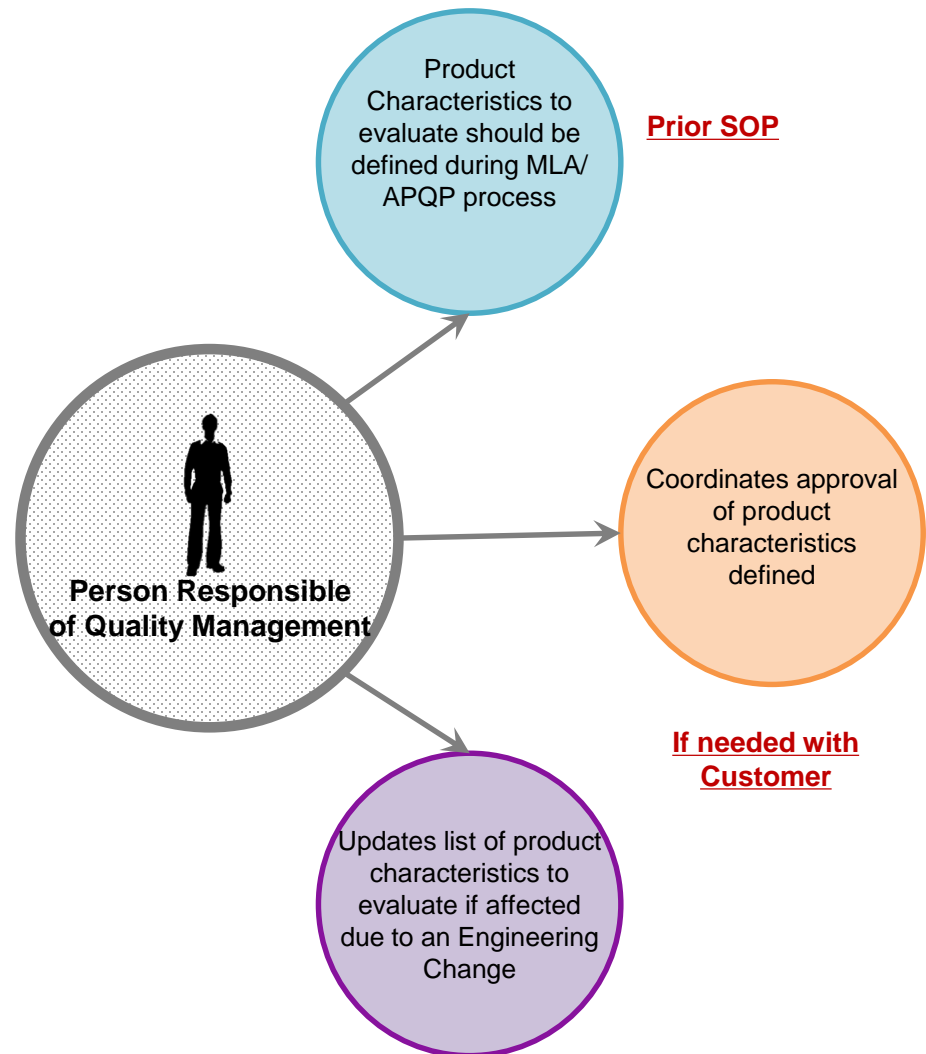 Product
Characteristics to
evaluate should be
defined during MLA/
APQP process
Prior SOP
Person Responsible
of Quality Management
Coordinates approval
of product
characteristics
defined
If needed with
Customer
Updates list of product
characteristics to
evaluate if affected
due to an Engineering
Change